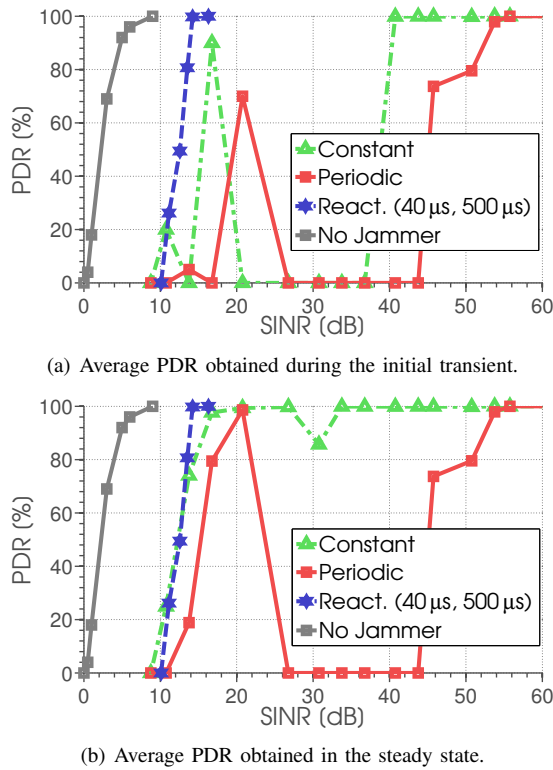 100
80
60
40
20
0
PDR (%)
Constant
Periodic
React. (40 µs, 500 µs)
No Jammer
0 10 20 30 40 50 60
SINR (dB)
(a) Average PDR obtained during the initial transient.
100
80
60
40
20
0
PDR (%)
Constant
Periodic
React. (40 µs, 500 µs)
No Jammer
0 10 20 30 40 50 60
SINR (dB)
(b) Average PDR obtained in the steady state.